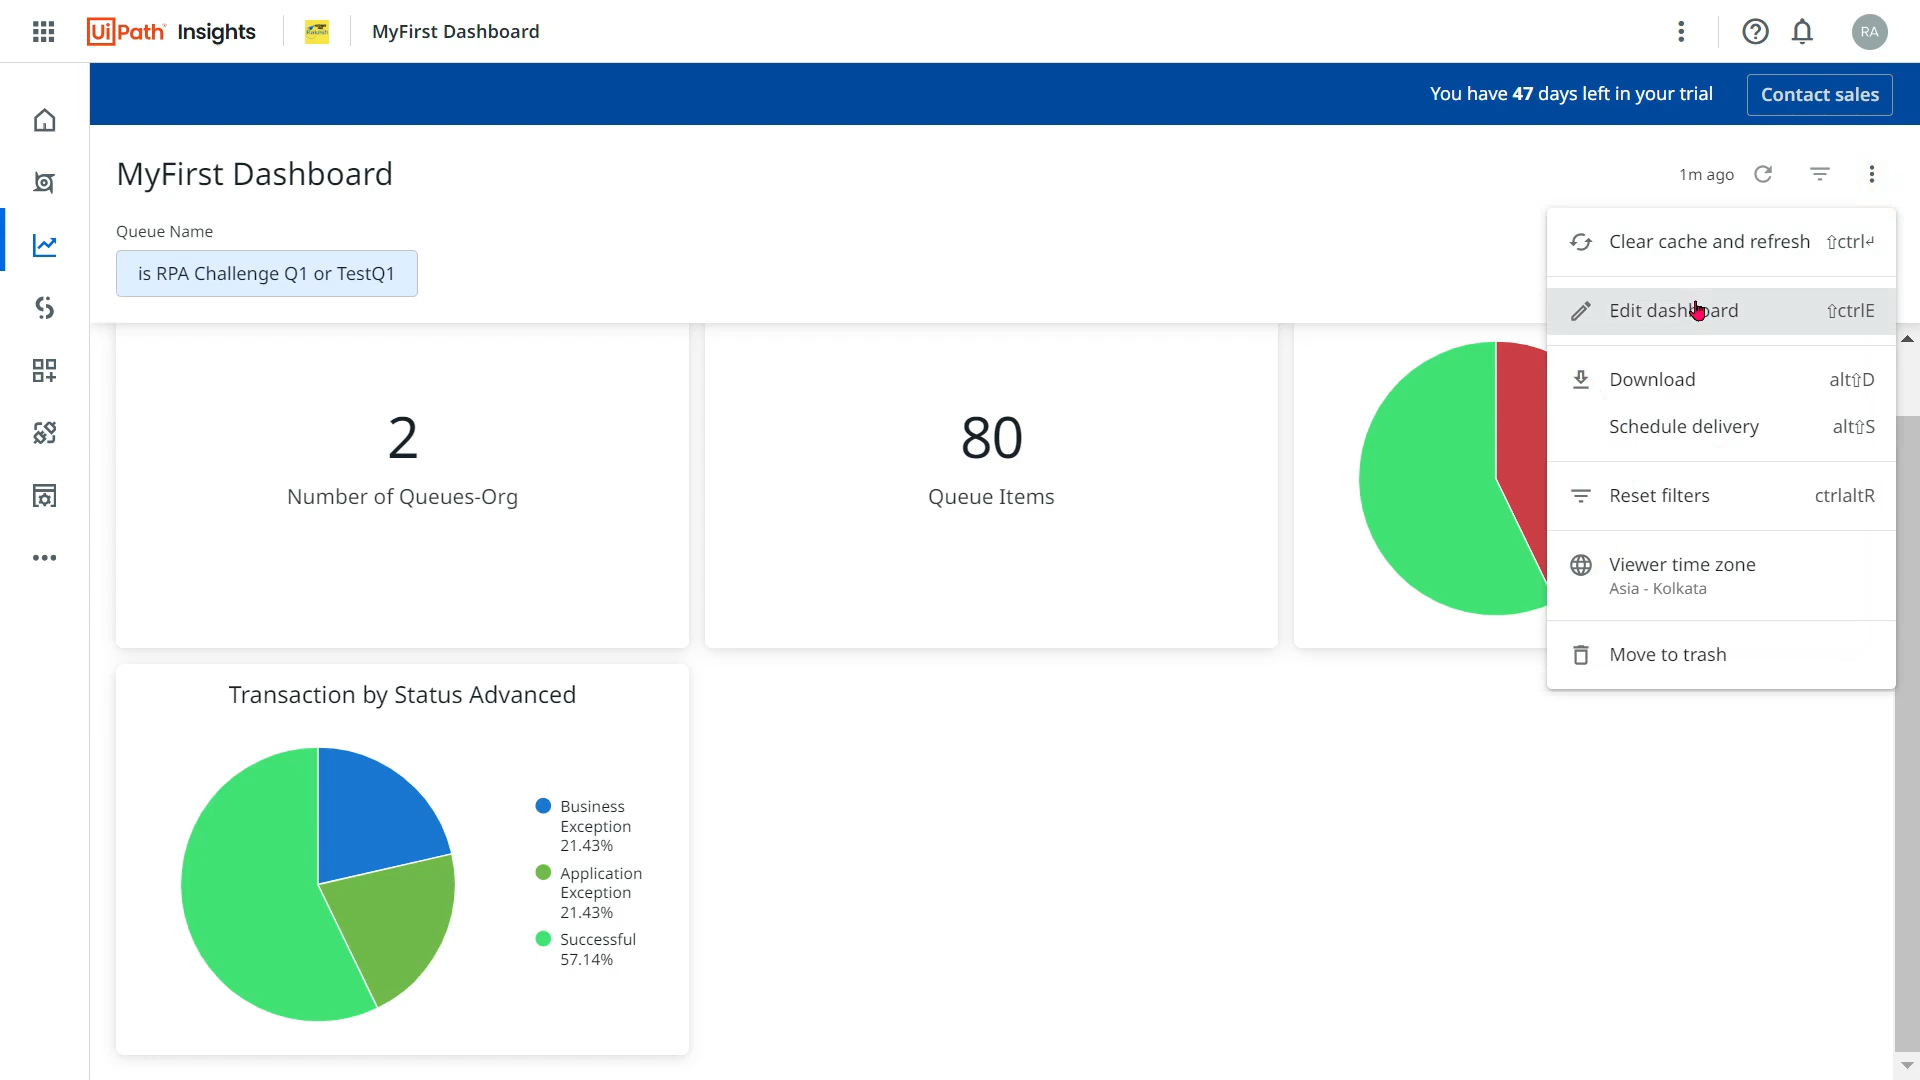 UiPath Insights
MyFirst Dashboard
RA
You have 47 days left in your trial
Contact sales
MyFirst Dashboard
1m ago
Queue Name
is RPA Challenge Q1 or TestQ1
Clear cache and refresh ⇧ctrl↵
Edit dashboard ⇧ctrlE
Download alt⇧D
Schedule delivery alt⇧S
Reset filters ctrlaltR
Viewer time zone
Asia - Kolkata
Move to trash
2
Number of Queues-Org
80
Queue Items
Transaction by Status Advanced
Business
Exception
21.43%
Application
Exception
21.43%
Successful
57.14%